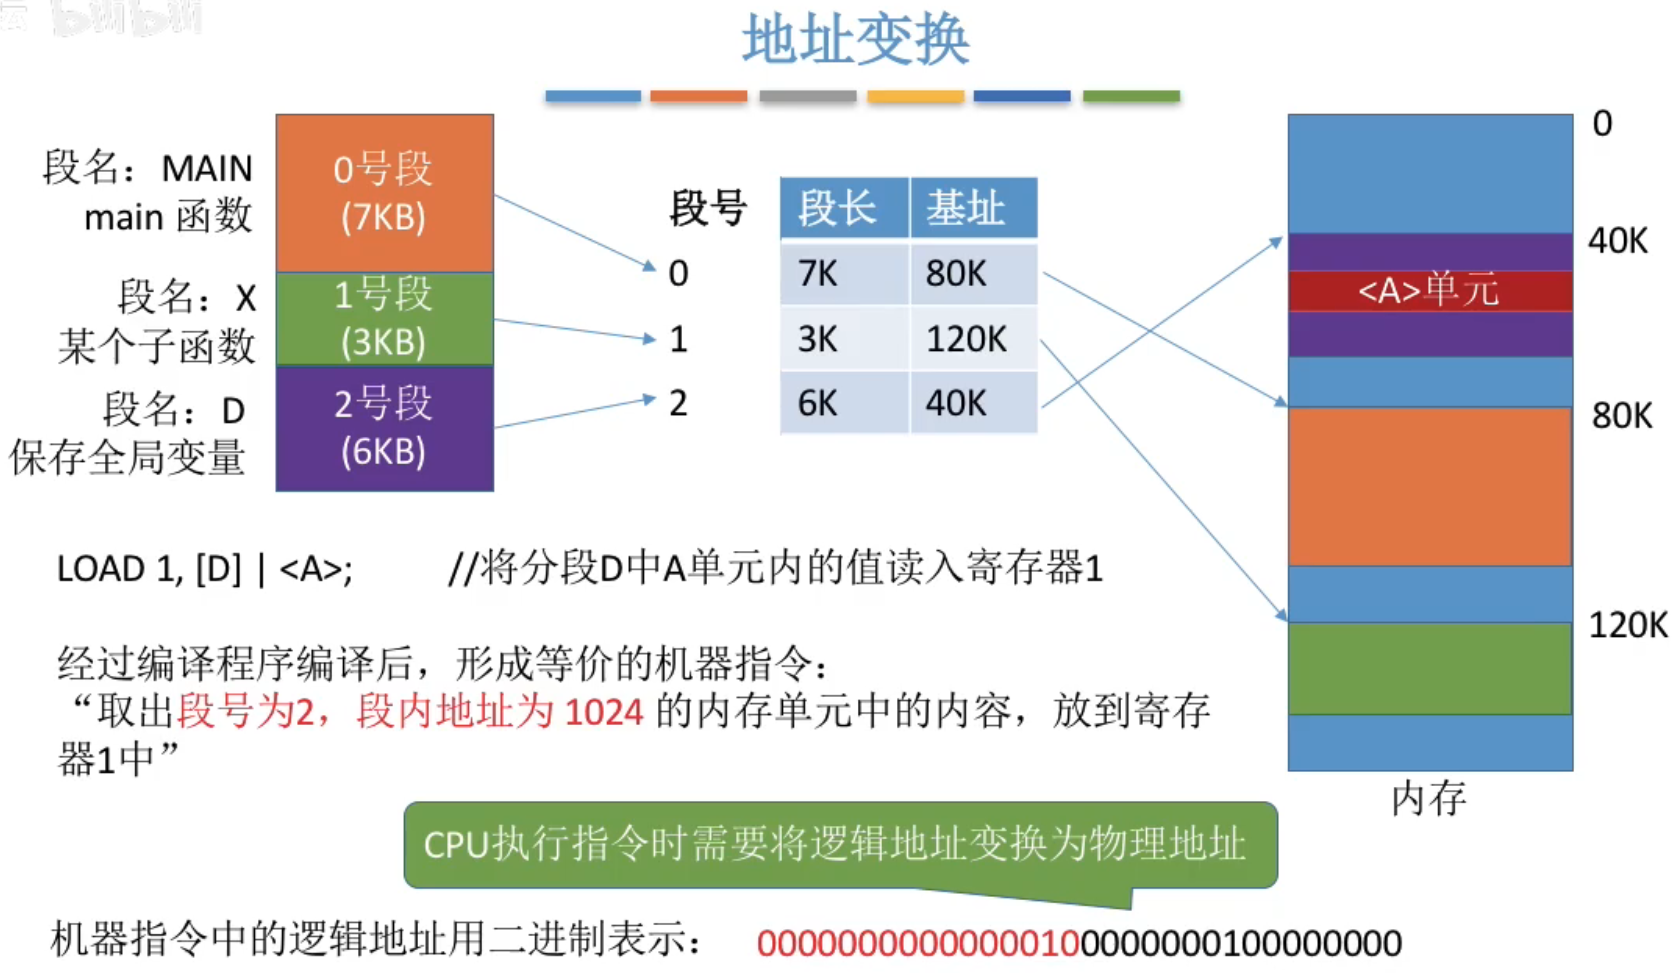 bilibili
地址变换
段名：MAIN
main 函数
0号段
(7KB)
段名：X
某个子函数
1号段
(3KB)
段名：D
保存全局变量
2号段
(6KB)
段号 段长 基址
0 7K 80K
1 3K 120K
2 6K 40K
0
40K
<A>单元
80K
120K
内存
LOAD 1, [D] | <A>; //将分段D中A单元内的值读入寄存器1
经过编译程序编译后，形成等价的机器指令：
“取出段号为2，段内地址为 1024 的内存单元中的内容，放到寄存
器1中”
CPU执行指令时需要将逻辑地址变换为物理地址
机器指令中的逻辑地址用二进制表示： 00000000000000100000000100000000